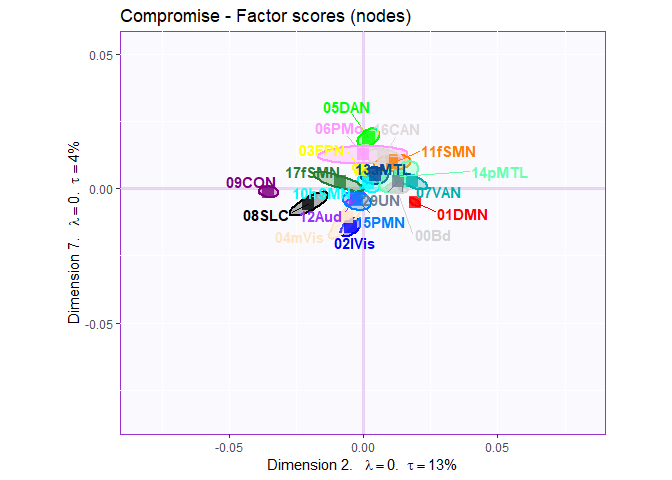 Compromise - Factor scores (nodes)
0.05
05DAN
06PMo
16CAN
03FPN
11fSMN
13aMTL
17fSMN
14pMTL
09CON
0.00
07VAN
29UN
01DMN
08SLC
12Aud
15PMN
04mVis
00Bd
02lVis
-0.05
-0.05
0.00
0.05
Dimension 7. λ = 0. τ = 4%
Dimension 2. λ = 0. τ = 13%